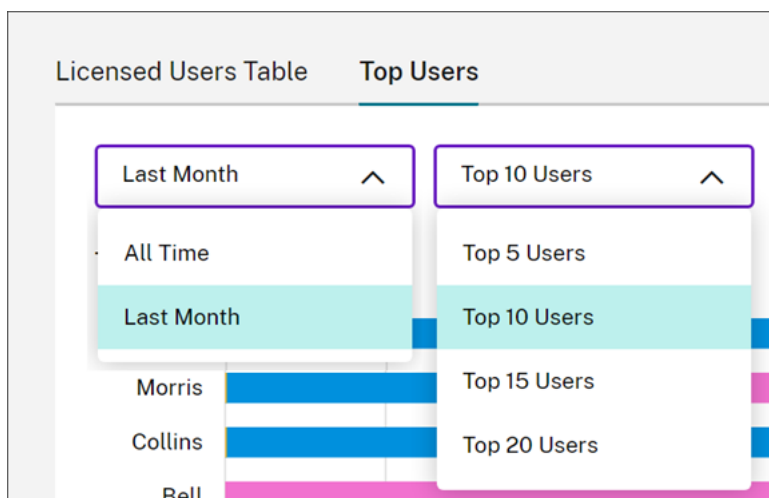 Licensed Users Table Top Users
Last Month Top 10 Users
All Time Top 5 Users
Last Month Top 10 Users
Morris Top 15 Users
Collins Top 20 Users
Bell